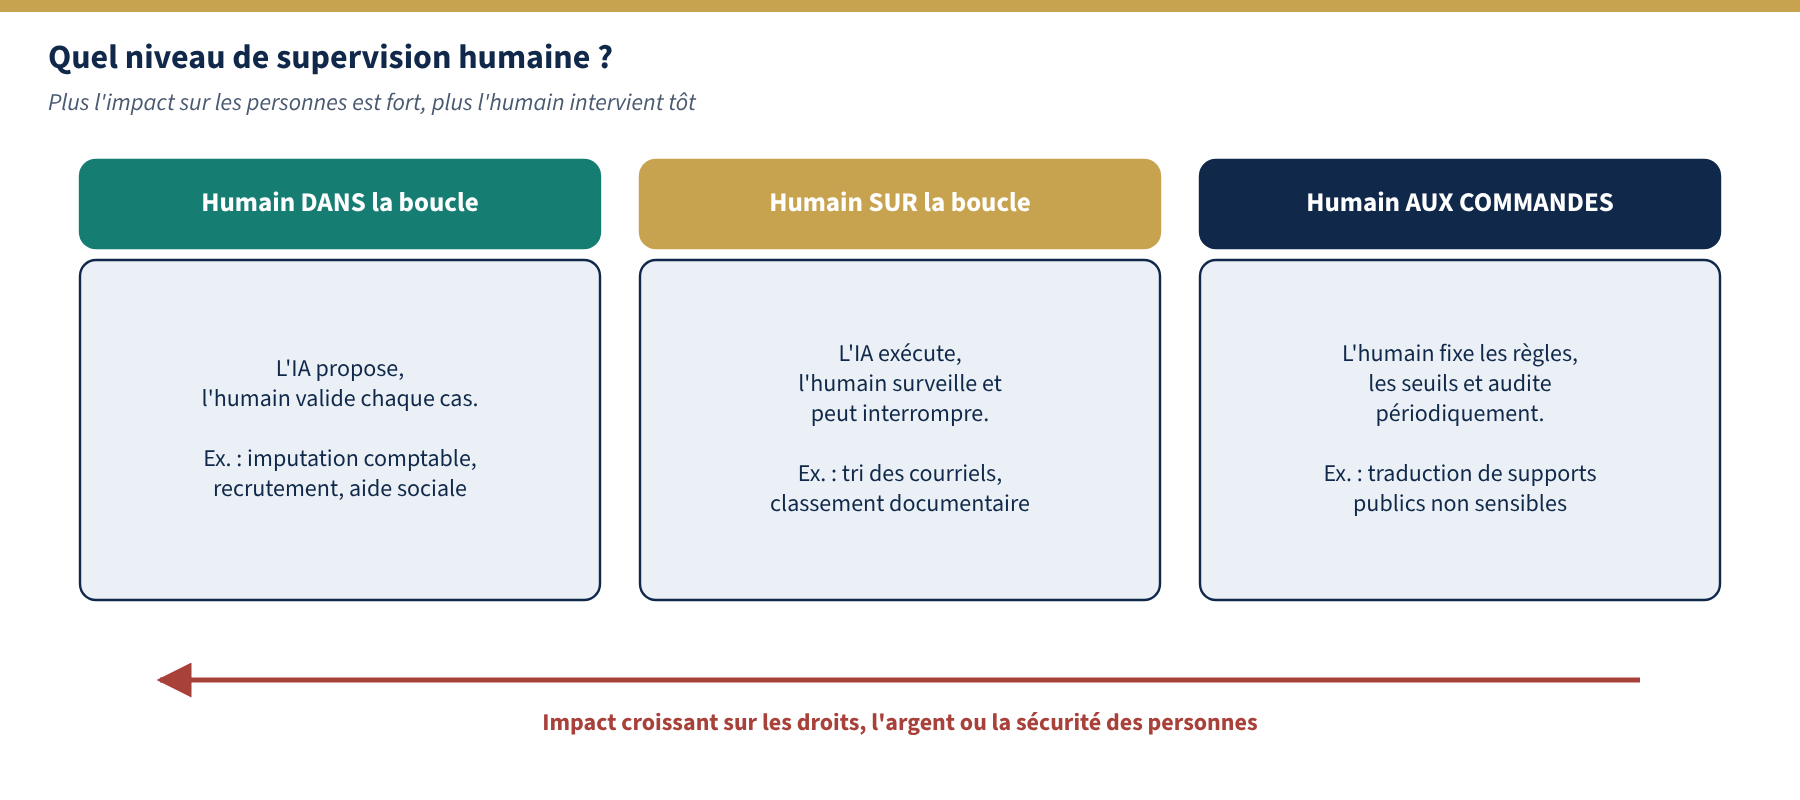 Quel niveau de supervision humaine ?
Plus l'impact sur les personnes est fort, plus l'humain intervient tôt
Humain DANS la boucle
L'IA propose,
l'humain valide chaque cas.
Ex. : imputation comptable,
recrutement, aide sociale
Humain SUR la boucle
L'IA exécute,
l'humain surveille et
peut interrompre.
Ex. : tri des courriels,
classement documentaire
Humain AUX COMMANDES
L'humain fixe les règles,
les seuils et audite
périodiquement.
Ex. : traduction de supports
publics non sensibles
Impact croissant sur les droits, l'argent ou la sécurité des personnes